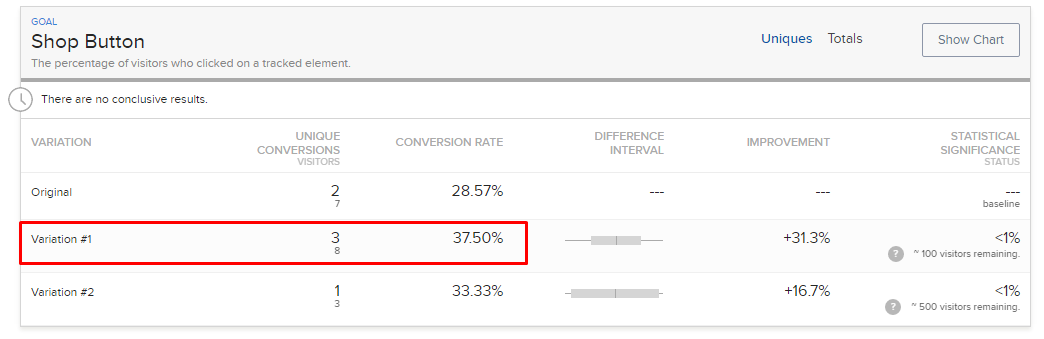 GOAL
Shop Button
Uniques Totals
Show Chart
The percentage of visitors who clicked on a tracked element.
There are no conclusive results.
VARIATION
UNIQUE
CONVERSIONS
VISITORS
CONVERSION RATE
DIFFERENCE
INTERVAL
IMPROVEMENT
STATISTICAL
SIGNIFICANCE
STATUS
Original
2
7
28.57%
---
---
---
baseline
Variation #1
3
8
37.50%
+31.3%
<1%
? ~ 100 visitors remaining.
Variation #2
1
3
33.33%
+16.7%
<1%
? ~ 500 visitors remaining.